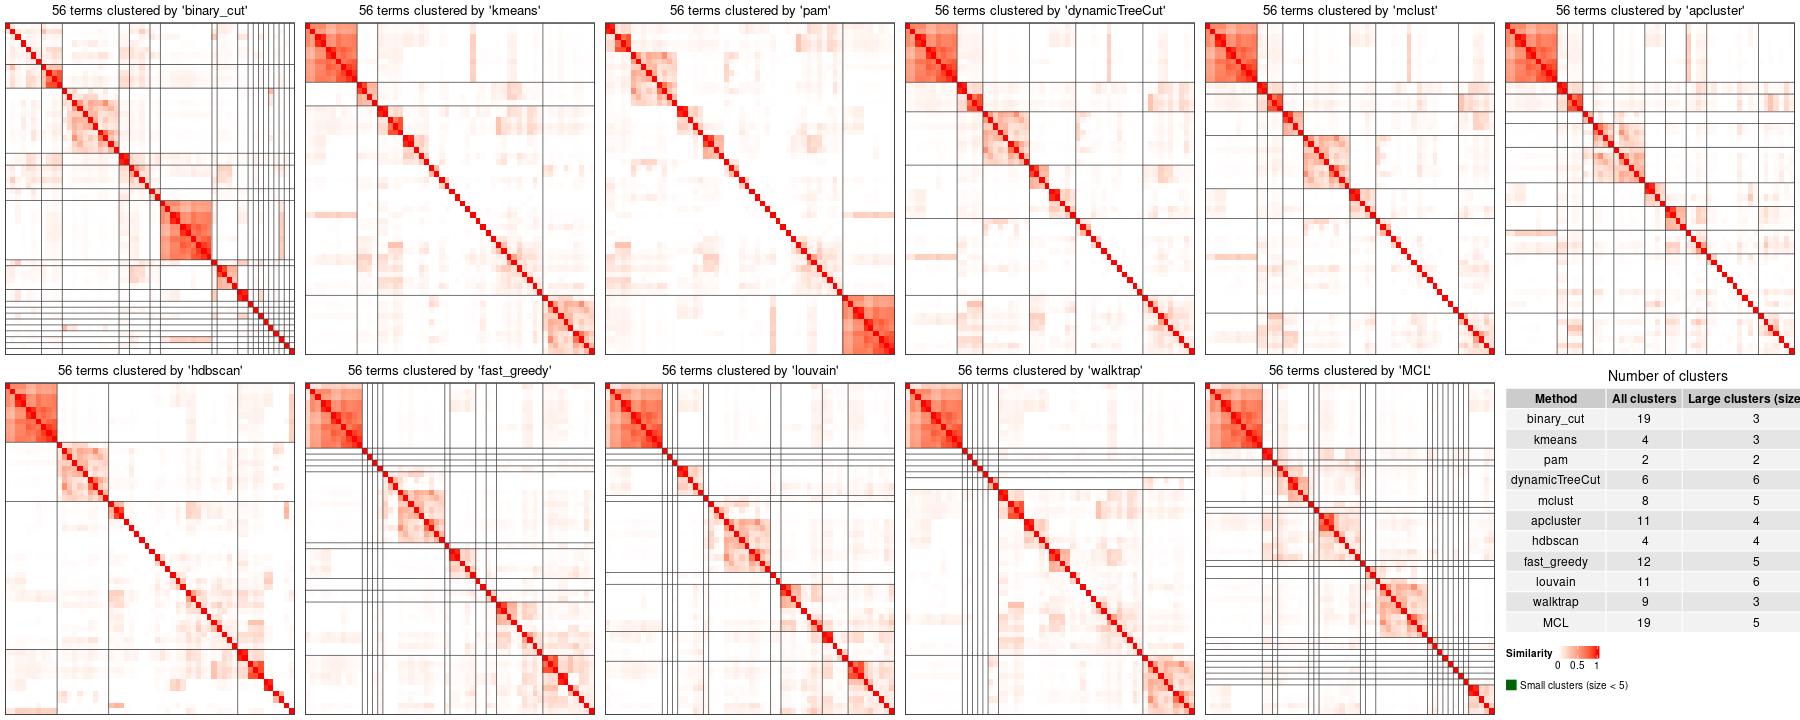 56 terms clustered by 'binary_cut'
56 terms clustered by 'kmeans'
56 terms clustered by 'pam'
56 terms clustered by 'dynamicTreeCut'
56 terms clustered by 'mclust'
56 terms clustered by 'apcluster'
56 terms clustered by 'hdbscan'
56 terms clustered by 'fast_greedy'
56 terms clustered by 'louvain'
56 terms clustered by 'walktrap'
56 terms clustered by 'MCL'
Number of clusters
Method All clusters Large clusters (size
binary_cut 19 3
kmeans 4 3
pam 2 2
dynamicTreeCut 6 6
mclust 8 5
apcluster 11 4
hdbscan 4 4
fast_greedy 12 5
louvain 11 6
walktrap 9 3
MCL 19 5
Similarity
0 0.5 1
Small clusters (size < 5)